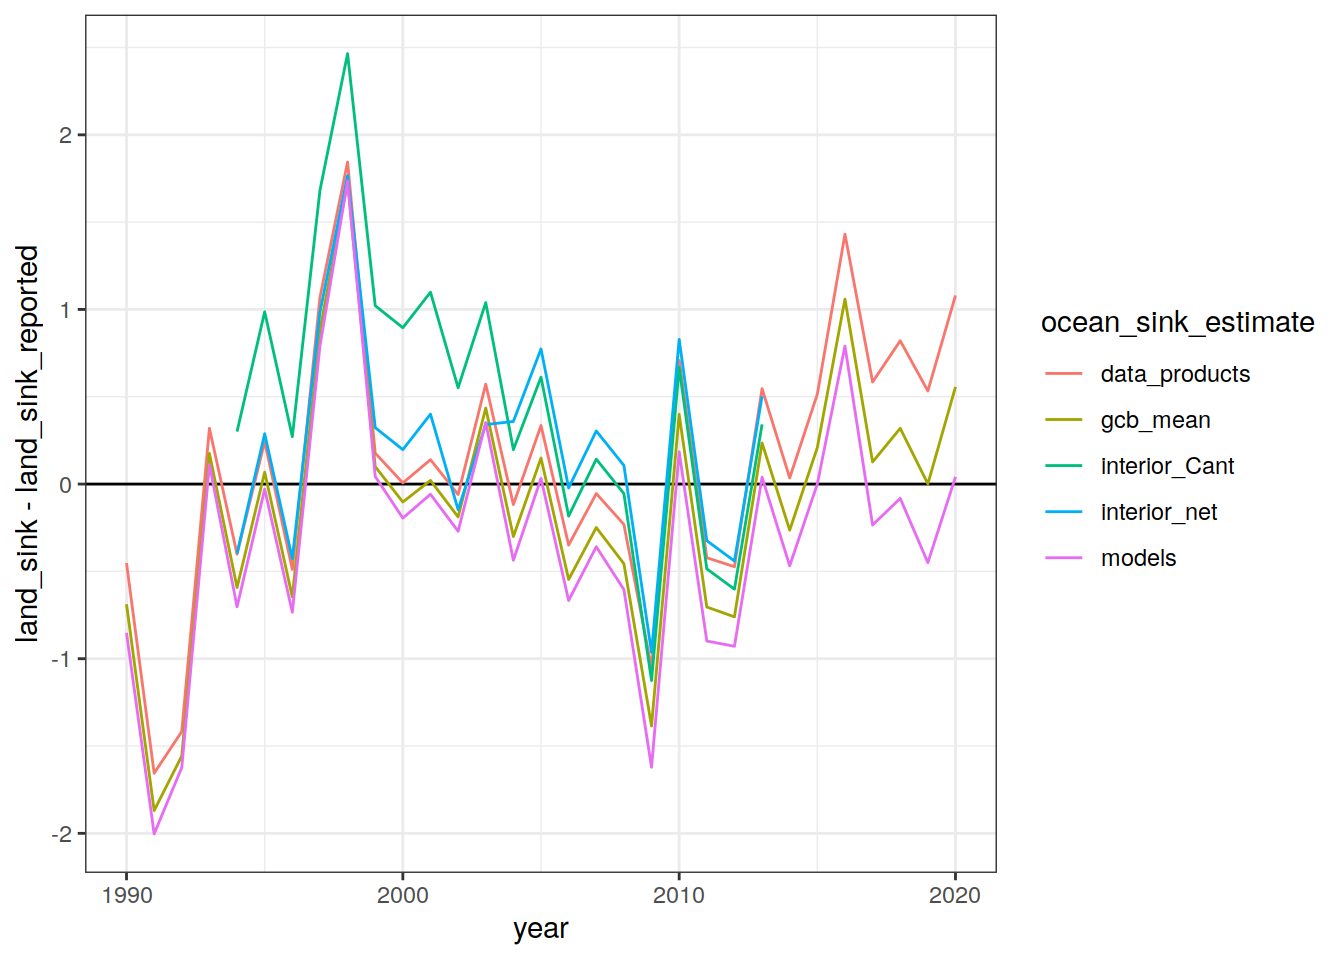 land_sink - land_sink_reported
2
1
0
-1
-2
1990
2000
2010
2020
year
ocean_sink_estimate
data_products
gcb_mean
interior_Cant
interior_net
models